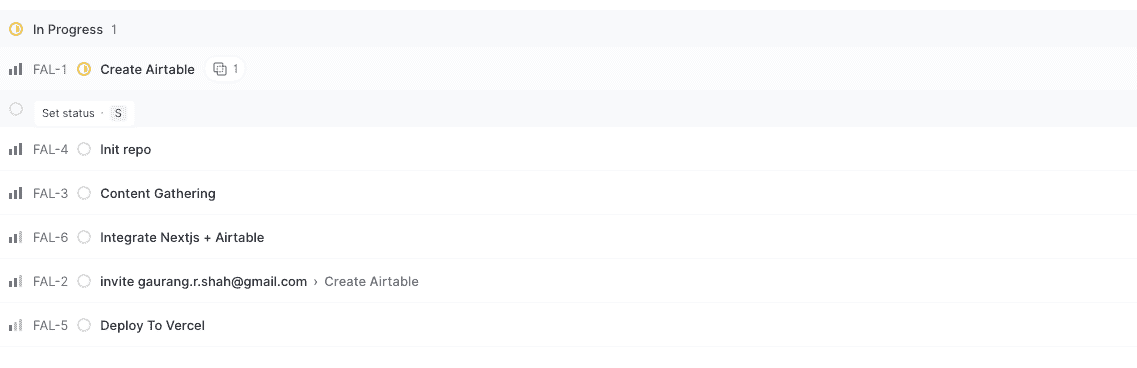 In Progress 1
FAL-1 Create Airtable 1
Set status · S
FAL-4 Init repo
FAL-3 Content Gathering
FAL-6 Integrate Nextjs + Airtable
FAL-2 invite gaurang.r.shah@gmail.com › Create Airtable
FAL-5 Deploy To Vercel